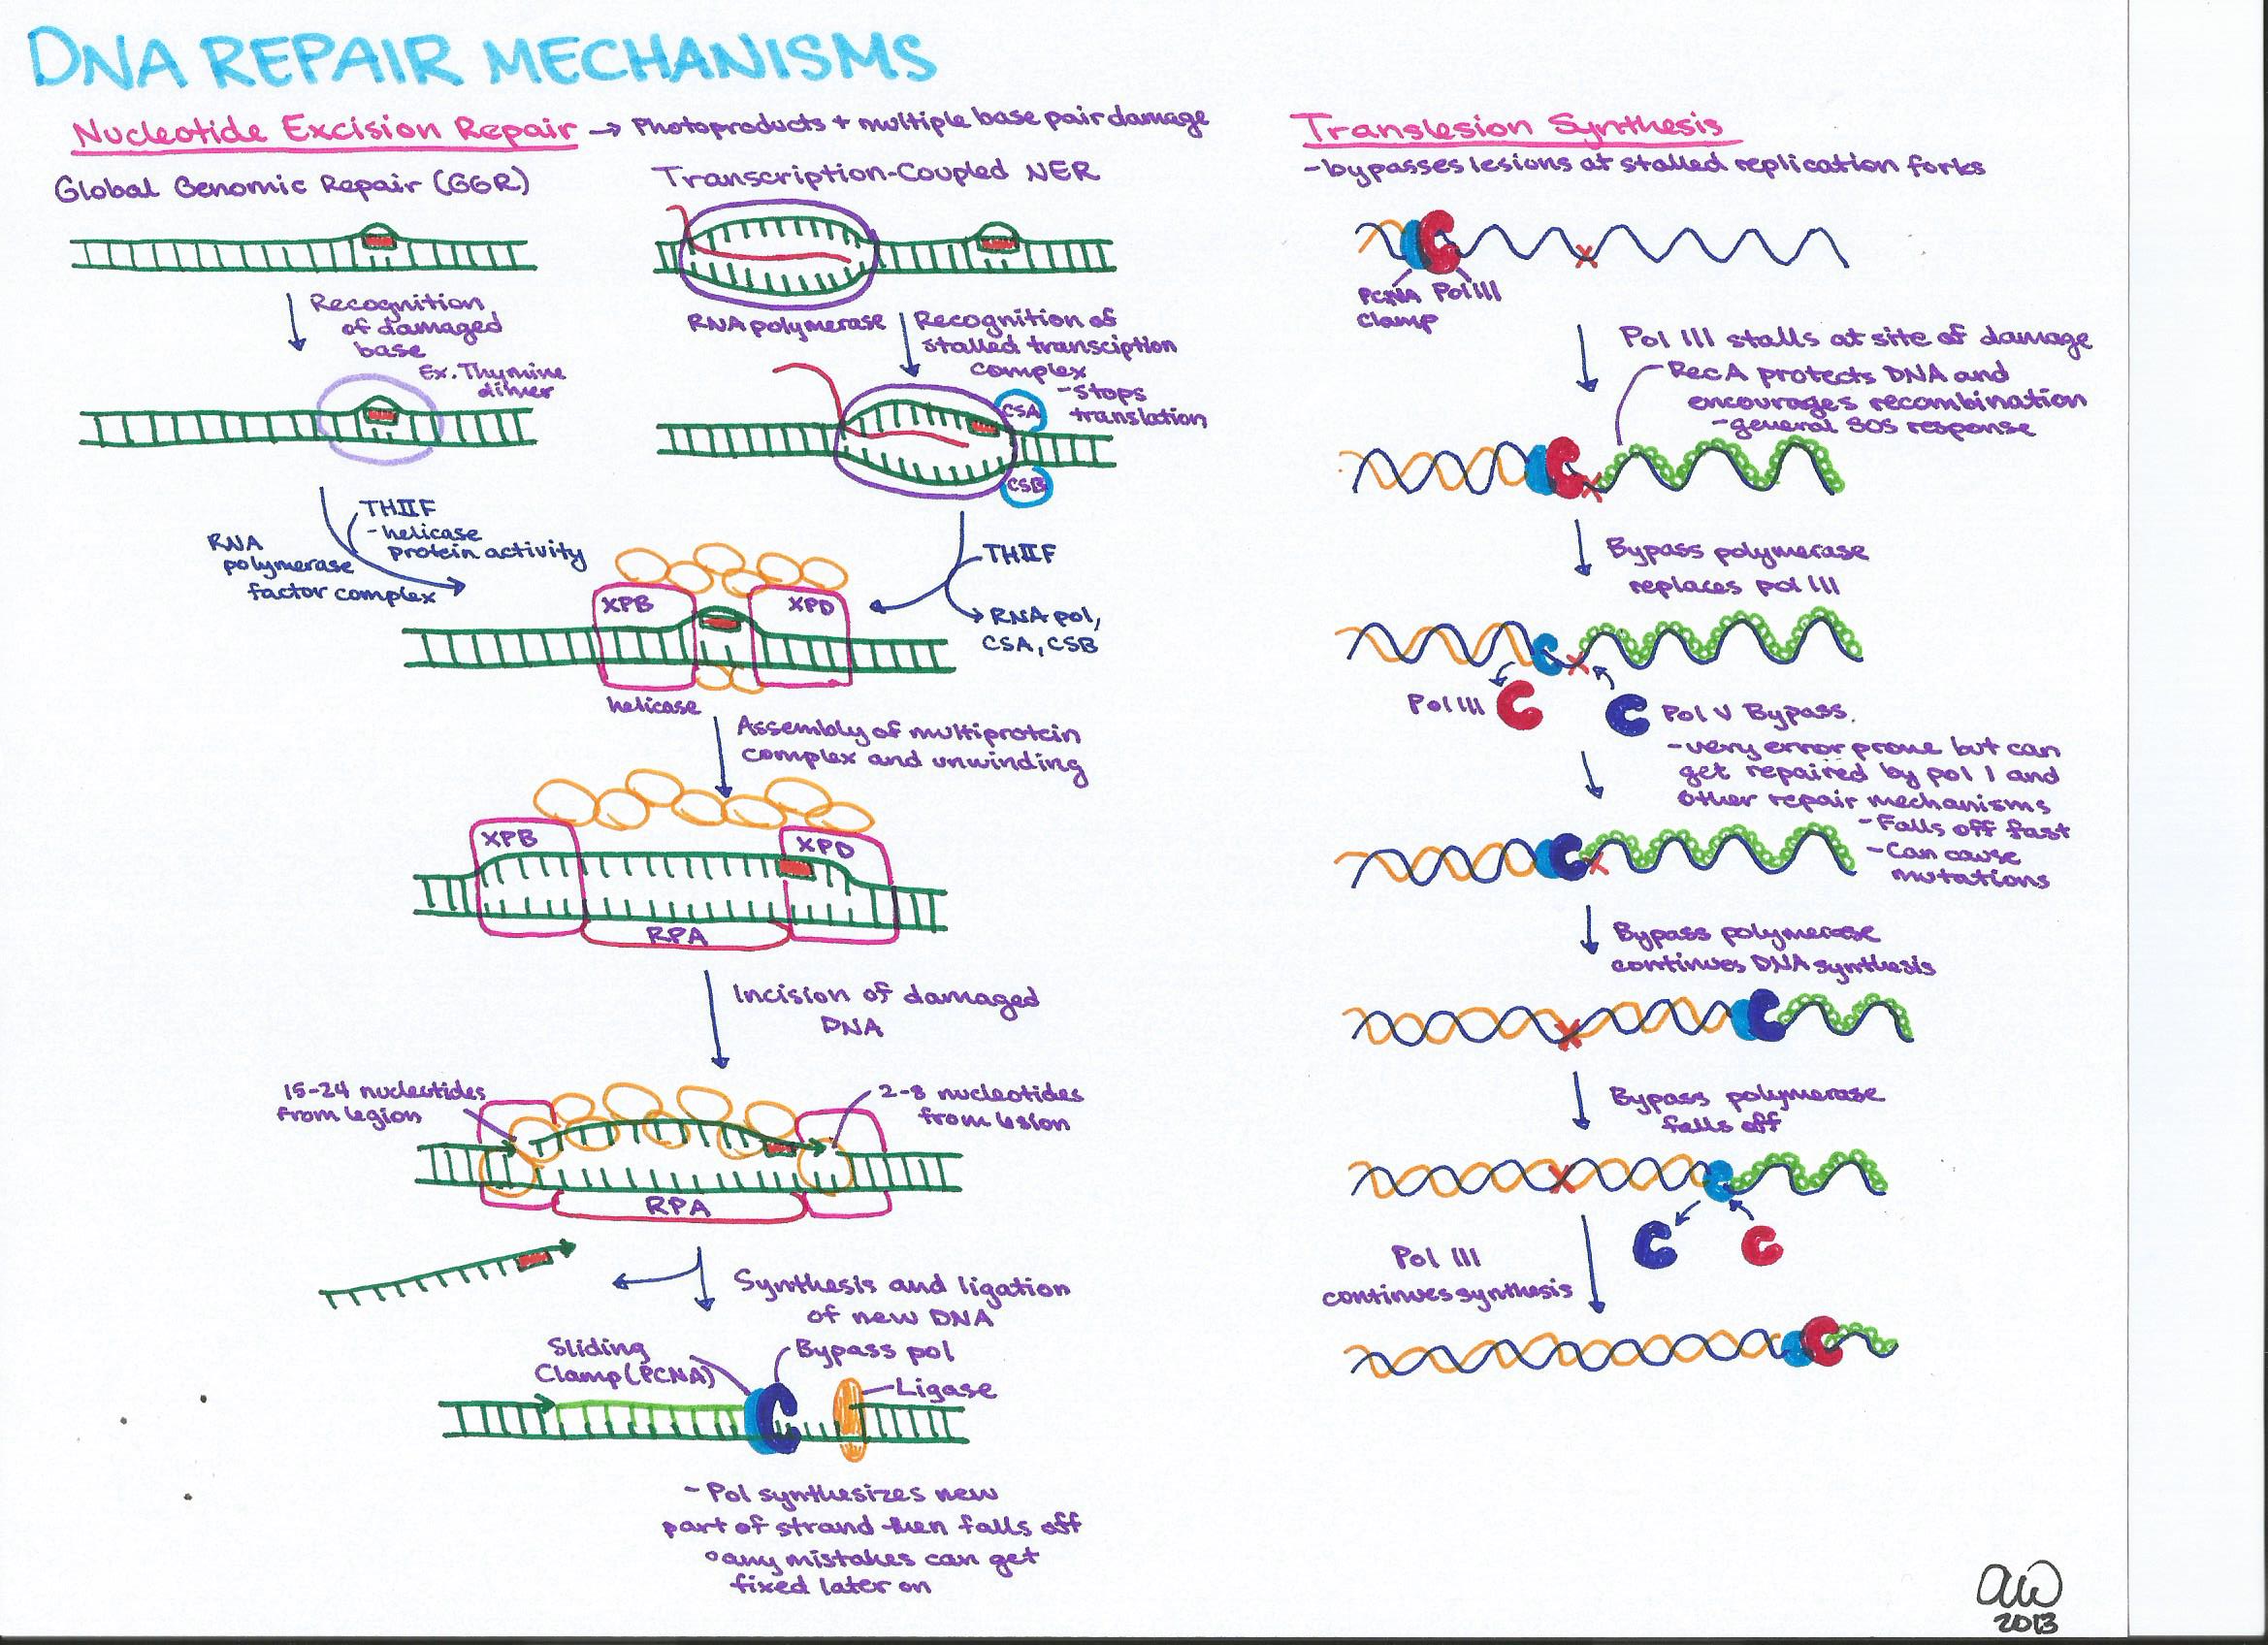 DNA REPAIR MECHANISMS
Nucleotide Excision Repair → Photoproducts + multiple base pair damage
Global Genomic Repair (GGR)
Transcription-Coupled NER
Recognition
of damaged
base
Ex. Thymine
dimer
RNA polymerase
Recognition of
stalled transciption
complex
-stops
translation
CSA
CSB
THIIF
-helicase
protein activity
RNA
polymerase
factor complex
THIIF
RNA pol,
CSA, CSB
XPB
XPD
helicase
Assembly of multiprotein
complex and unwinding
XPB
XPD
RPA
Incision of damaged
DNA
15-24 nucleotides
from legion
2-8 nucleotides
from lesion
RPA
Synthesis and ligation
of new DNA
Sliding
Clamp (PCNA)
Bypass pol
Ligase
- Pol synthesizes new
part of strand then falls off
°any mistakes can get
fixed later on
Translesion Synthesis
-bypasses lesions at stalled replication forks
PCNA
Clamp
Pol III
Pol III stalls at site of damage
RecA protects DNA and
encourages recombination
-general SOS response
Bypass polymerase
replaces pol III
Pol III
Pol V Bypass.
-very error prone but can
get repaired by pol I and
other repair mechanisms
-Falls off fast
-Can cause
mutations
Bypass polymerase
continues DNA synthesis
Bypass polymerase
falls off
Pol III
continues synthesis
aw
2013